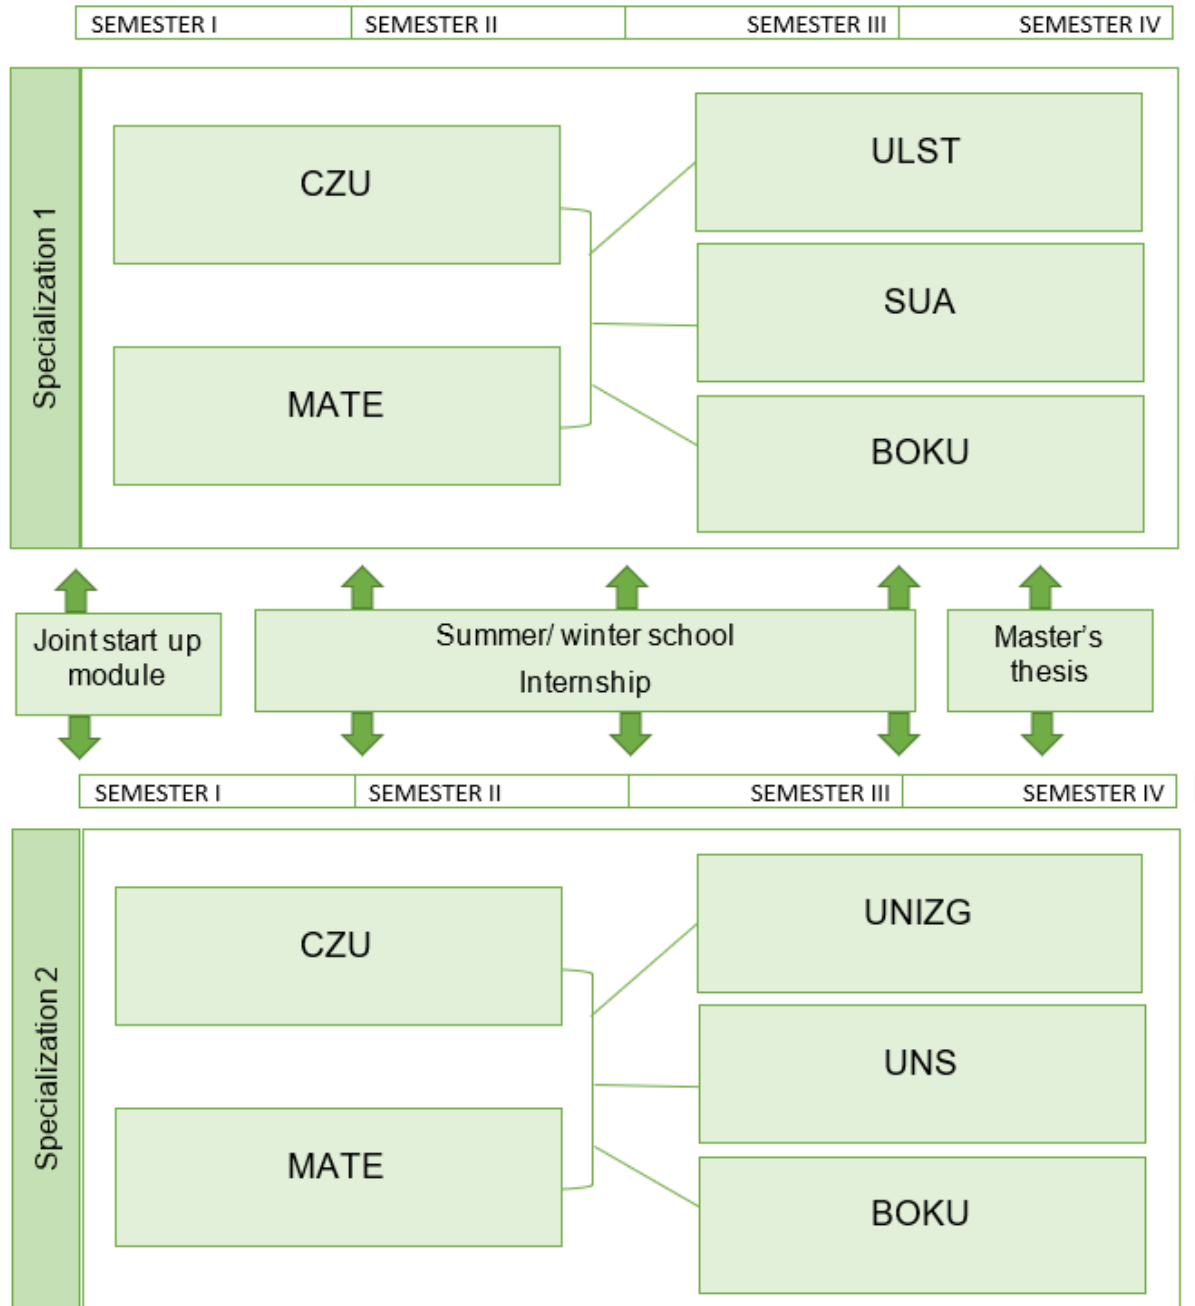 SEMESTER I
SEMESTER II
SEMESTER III
SEMESTER IV
Specialization 1
CZU
MATE
ULST
SUA
BOKU
Joint start up
module
Summer/ winter school
Internship
Master's
thesis
SEMESTER I
SEMESTER II
SEMESTER III
SEMESTER IV
Specialization 2
CZU
MATE
UNIZG
UNS
BOKU